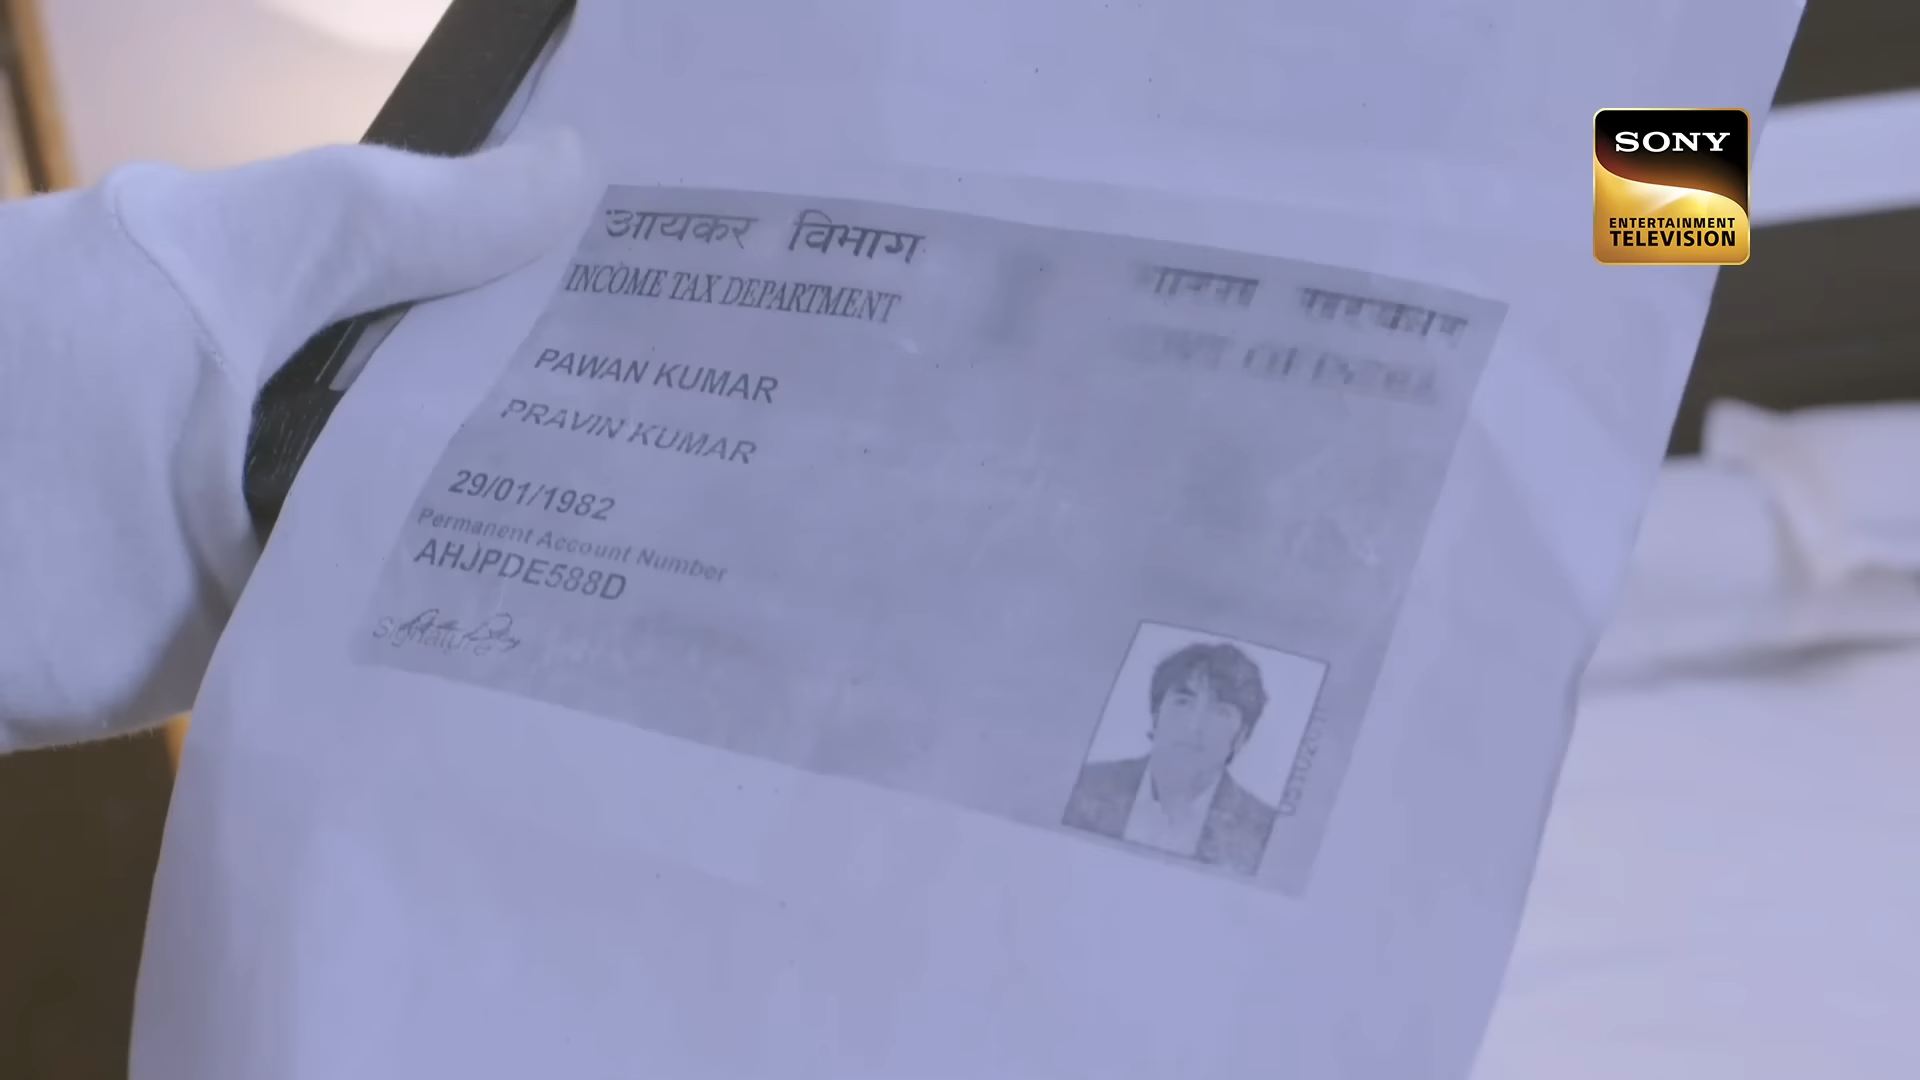 SONY
ENTERTAINMENT
TELEVISION
आयकर विभाग
INCOME TAX DEPARTMENT
PAWAN KUMAR
PRAVIN KUMAR
29/01/1982
Permanent Account Number
AHJPDE588D
Signature